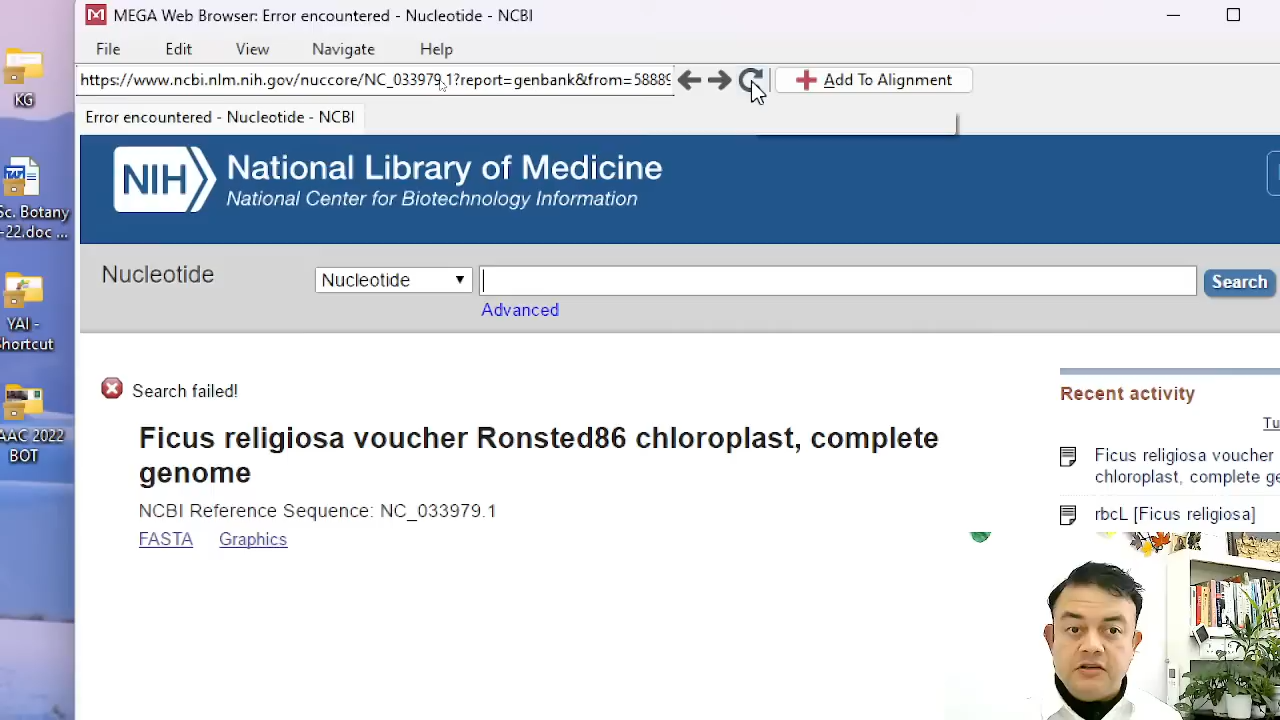 MEGA Web Browser: Error encountered - Nucleotide - NCBI
File Edit View Navigate Help
https://www.ncbi.nlm.nih.gov/nuccore/NC_033979.1?report=genbank&from=58889
Add To Alignment
Error encountered - Nucleotide - NCBI
NIH National Library of Medicine
National Center for Biotechnology Information
Nucleotide
Nucleotide
Search
Advanced
Search failed!
Ficus religiosa voucher Ronsted86 chloroplast, complete
genome
NCBI Reference Sequence: NC_033979.1
FASTA Graphics
Recent activity
Tu
Ficus religiosa voucher
chloroplast, complete ge
rbcL [Ficus religiosa]
KG
Sc. Botany
-22.doc ...
YAI -
Shortcut
AAC 2022
BOT